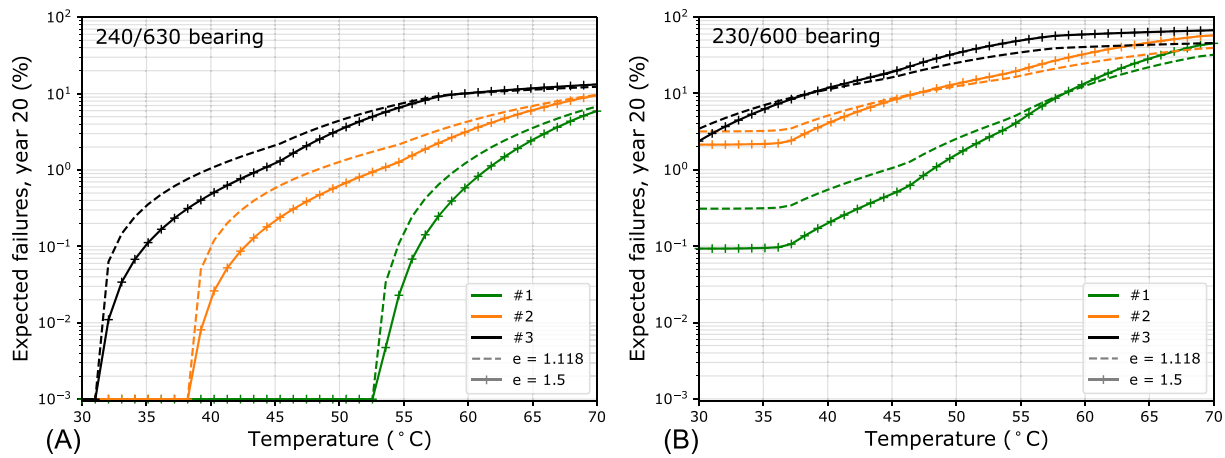 240/630 bearing
Expected failures, year 20 (%)
10²
10¹
10⁰
10⁻¹
10⁻²
10⁻³
#1
#2
#3
e = 1.118
e = 1.5
30 35 40 45 50 55 60 65 70
Temperature (°C)
(A)
230/600 bearing
Expected failures, year 20 (%)
10²
10¹
10⁰
10⁻¹
10⁻²
10⁻³
#1
#2
#3
e = 1.118
e = 1.5
30 35 40 45 50 55 60 65 70
Temperature (°C)
(B)